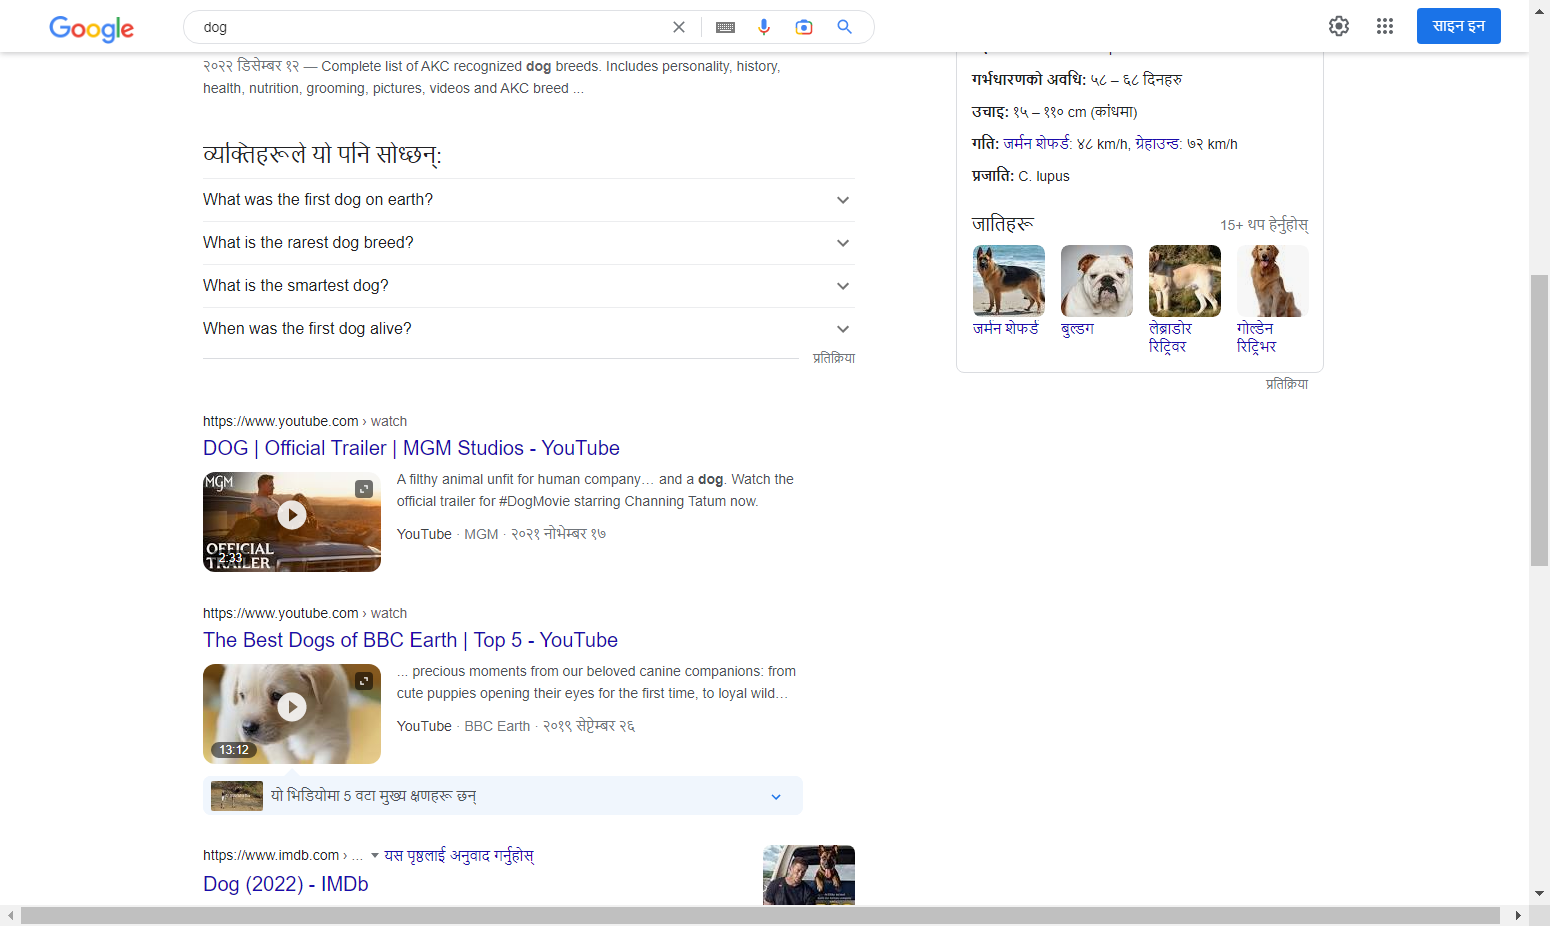 Google
dog
साइन इन
२०२२ डिसेम्बर १२ — Complete list of AKC recognized dog breeds. Includes personality, history,
health, nutrition, grooming, pictures, videos and AKC breed ...
व्यक्तिहरूले यो पनि सोध्छन्:
What was the first dog on earth?
What is the rarest dog breed?
What is the smartest dog?
When was the first dog alive?
प्रतिक्रिया
https://www.youtube.com › watch
DOG | Official Trailer | MGM Studios - YouTube
MGM
OFFICIAL
TRAILER
2:33
A filthy animal unfit for human company… and a dog. Watch the
official trailer for #DogMovie starring Channing Tatum now.
YouTube · MGM · २०२१ नोभेम्बर १७
https://www.youtube.com › watch
The Best Dogs of BBC Earth | Top 5 - YouTube
13:12
... precious moments from our beloved canine companions: from
cute puppies opening their eyes for the first time, to loyal wild…
YouTube · BBC Earth · २०१९ सेप्टेम्बर २६
यो भिडियोमा 5 वटा मुख्य क्षणहरू छन्
https://www.imdb.com › ... यस पृष्ठलाई अनुवाद गर्नुहोस्
Dog (2022) - IMDb
गर्भधारणको अवधि: ५८ – ६८ दिनहरु
उचाइ: १५ – ११० cm (कांधमा)
गति: जर्मन शेफर्ड: ४८ km/h, ग्रेहाउन्ड: ७२ km/h
प्रजाति: C. lupus
जातिहरू 15+ थप हेर्नुहोस्
जर्मन शेफर्ड
बुल्डग
लेब्राडोर
रिट्रिवर
गोल्डेन
रिट्रिभर
प्रतिक्रिया